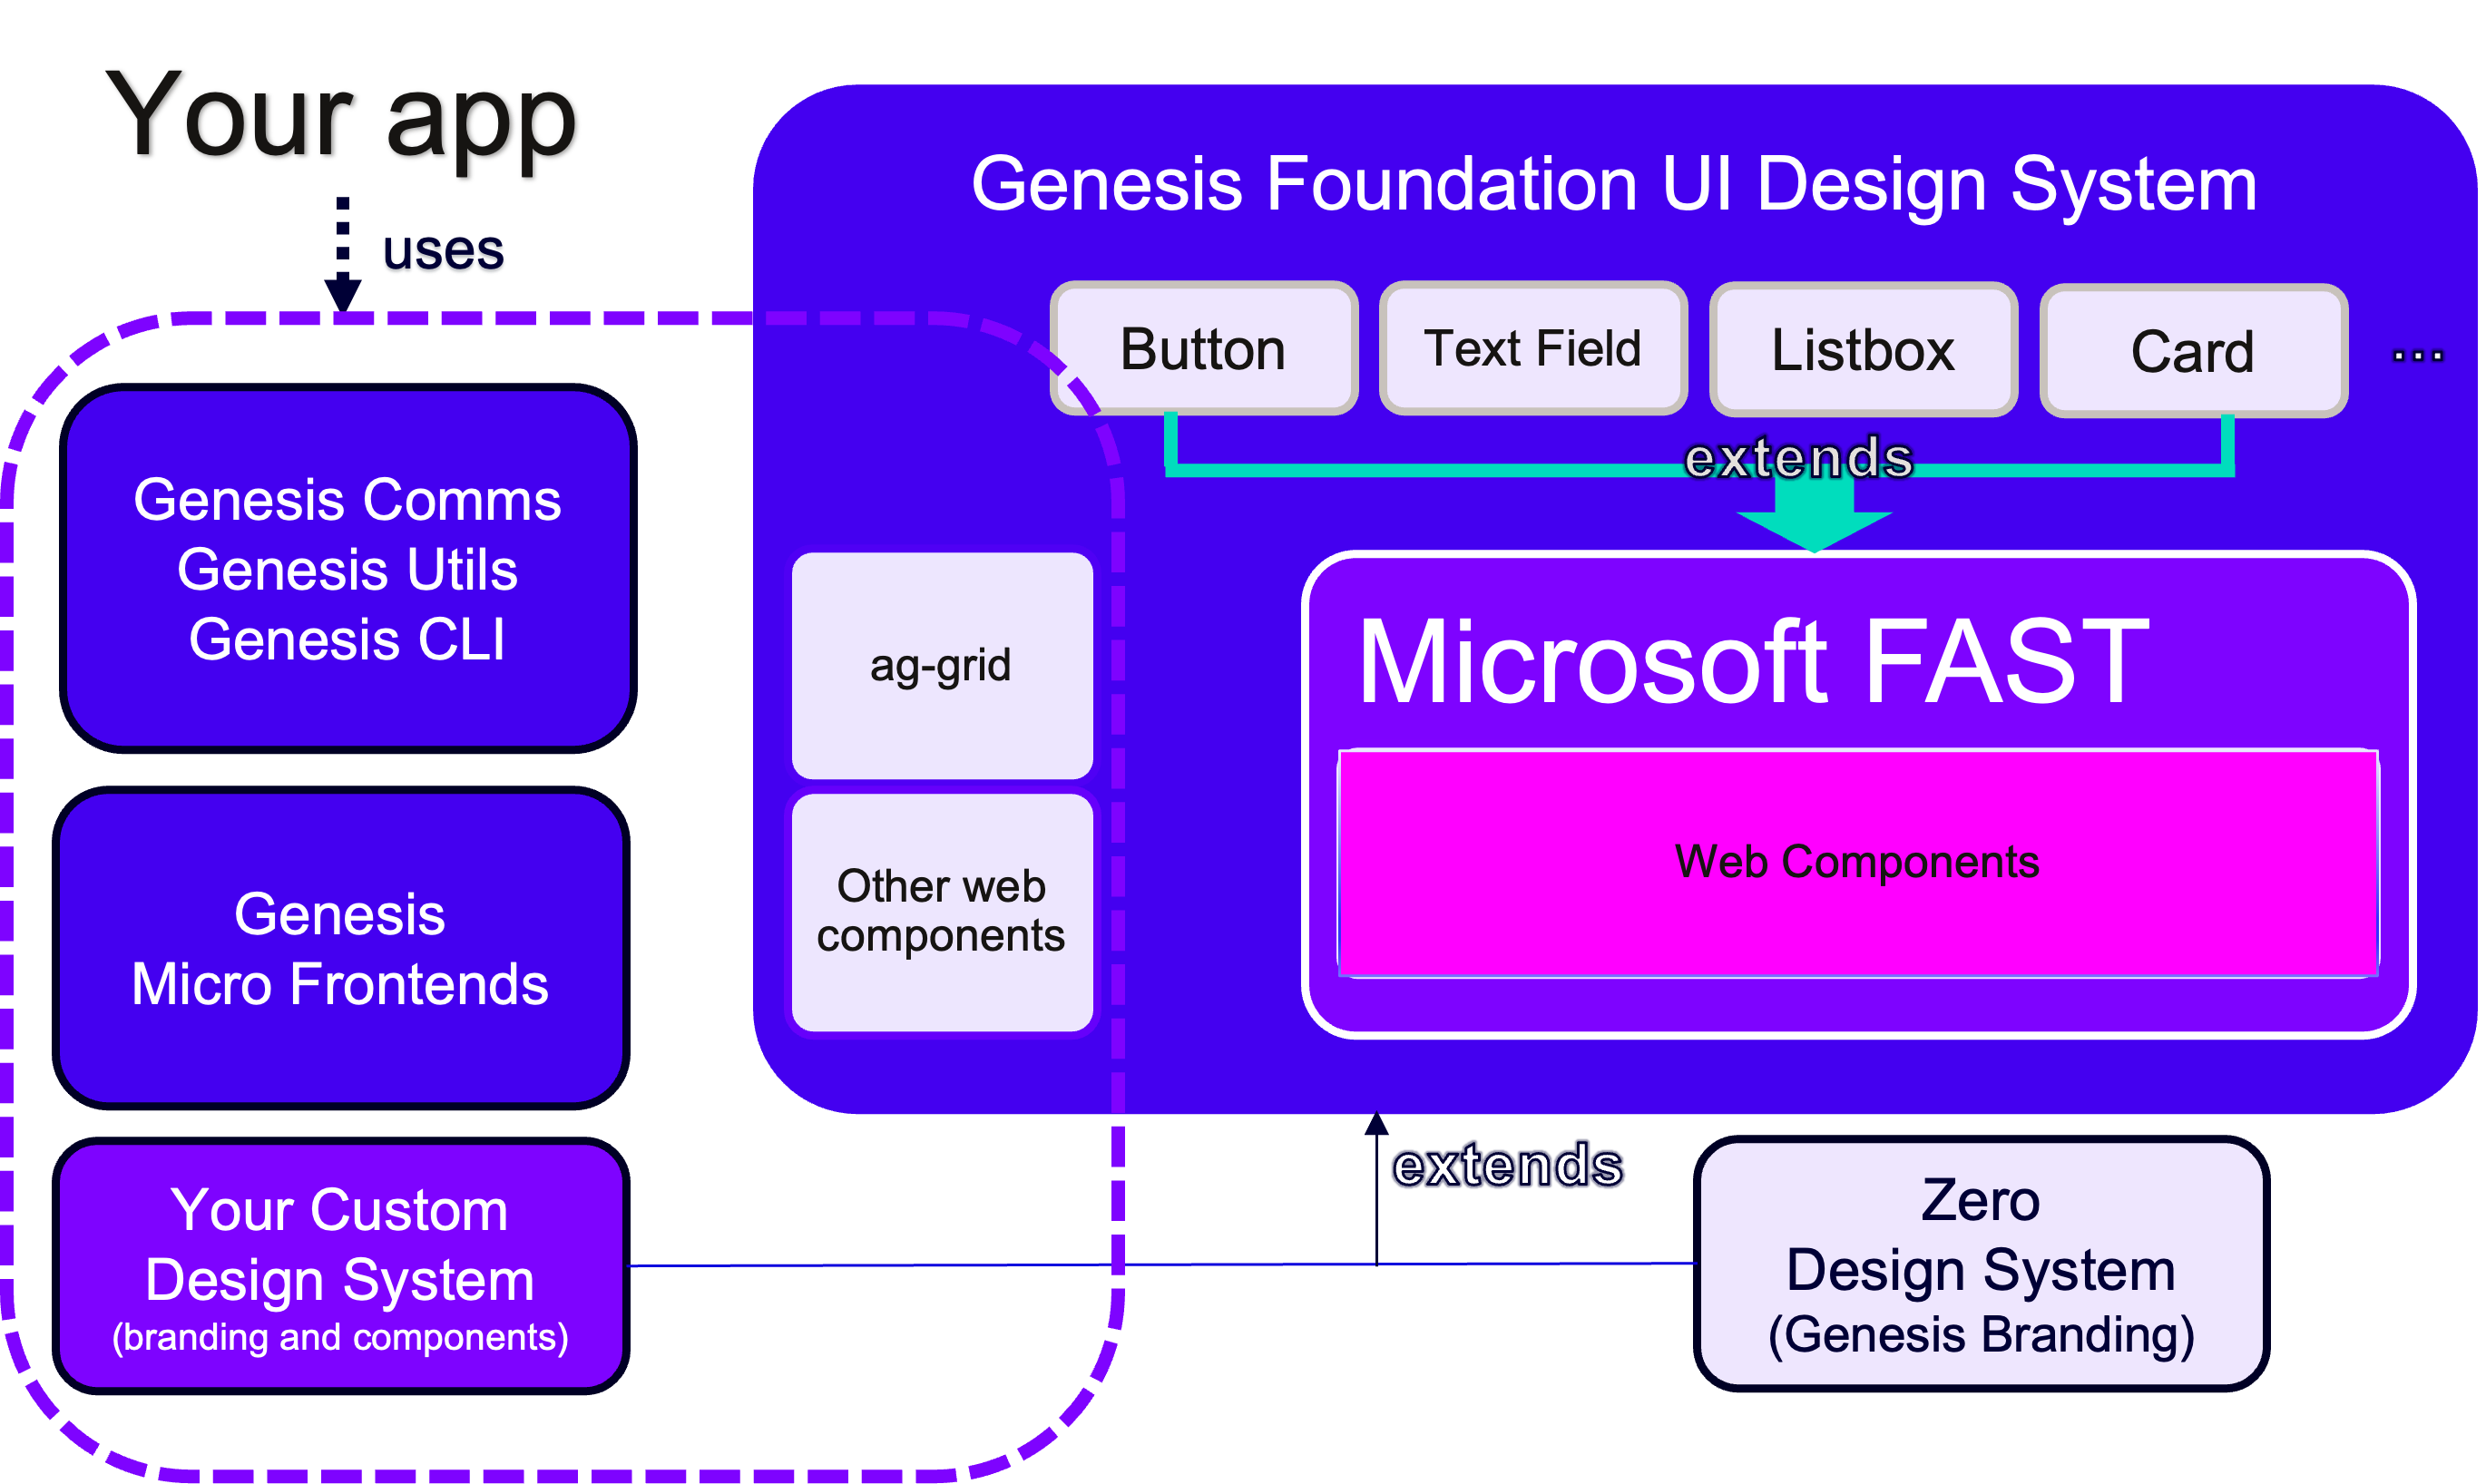 Your app
uses
Genesis Foundation UI Design System
Button
Text Field
Listbox
Card
...
extends
Genesis Comms
Genesis Utils
Genesis CLI
ag-grid
Microsoft FAST
Web Components
Other web
components
Genesis
Micro Frontends
extends
Your Custom
Design System
(branding and components)
Zero
Design System
(Genesis Branding)